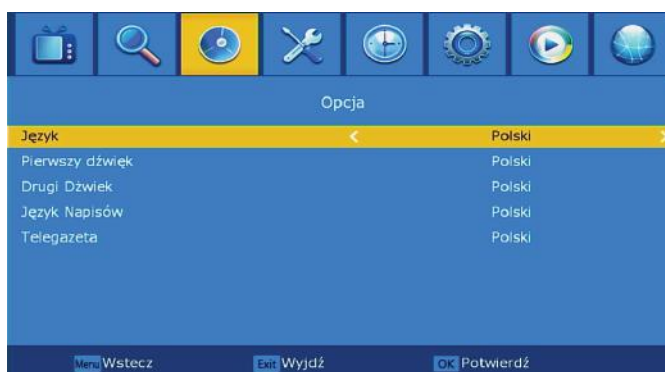 Opcja
Język < Polski >
Pierwszy dźwięk Polski
Drugi Dżwiek Polski
Język Napisów Polski
Telegazeta Polski
Menu Wstecz Exit Wyjdź OK Potwierdź